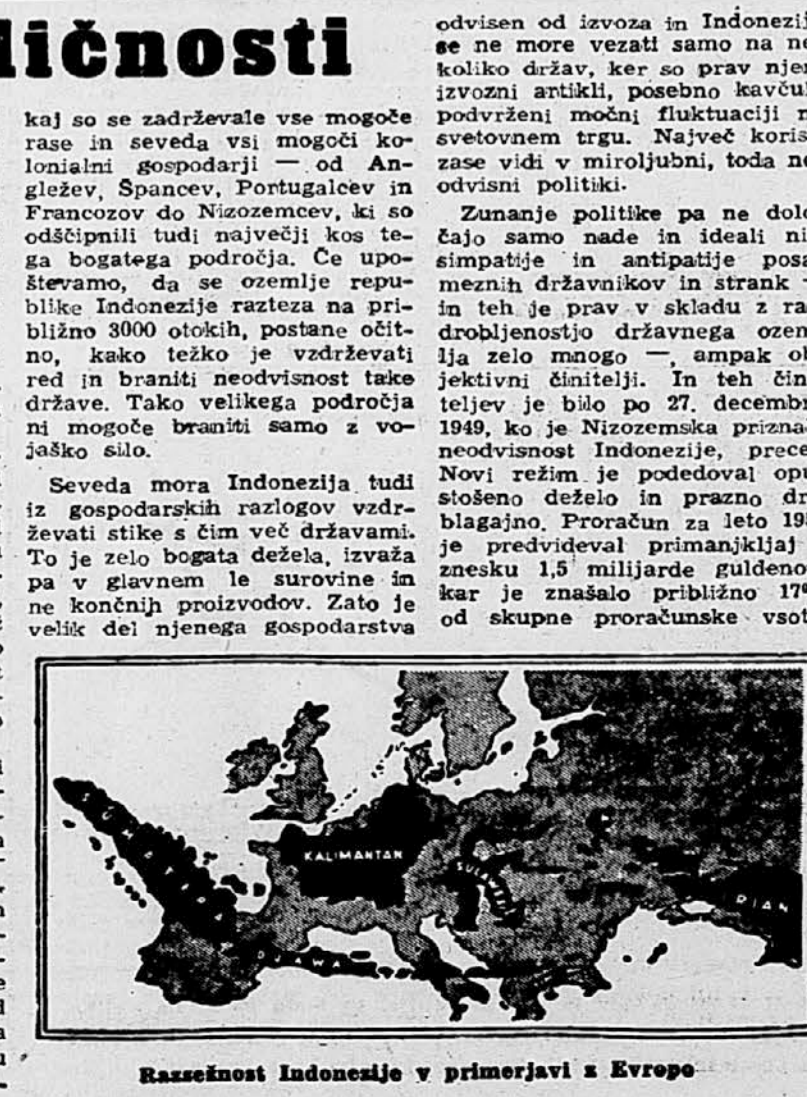 ličnosti
kaj so se zadrževale vse mogoče
rase in seveda vsi mogoči ko-
lonialni gospodarji — od An-
gležev, Špancev, Portugalcev in
Francozov do Nizozemcev, ki so
odščipnili tudi največji kos te-
ga bogatega področja. Če upo-
števamo, da se ozemlje repu-
blike Indonezije razteza na pri-
bližno 3000 otokih, postane očit-
no, kako težko je vzdrževati
red in braniti neodvisnost take
države. Tako velikega področja
ni mogoče braniti samo z vo-
jaško silo.
Seveda mora Indonezija tudi
iz gospodarskih razlogov vzdr-
ževati stike s čim več državami.
To je zelo bogata dežela, izvaža
pa v glavnem le surovine in
ne končnih proizvodov. Zato je
velik del njenega gospodarstva
odvisen od izvoza in Indonezij
se ne more vezati samo na ne
koliko držav, ker so prav njen
izvozni artikli, posebno kavču
podvrženi močni fluktuaciji n
svetovnem trgu. Največ koris
zase vidi v miroljubni, toda ne
odvisni politiki.
Zunanje politike pa ne dolo
čajo samo nade in ideali ni
simpatije in antipatije posa
meznih državnikov in strank
in teh je prav v skladu z ra
drobljenostjo državnega ozem
lja zelo mnogo —, ampak ob
jektivni činitelji. In teh čin
teljev je bilo po 27. decembr
1949, ko je Nizozemska prizna
neodvisnost Indonezije, prece
Novi režim je podedoval opu
stošeno deželo in prazno dr
blagajno. Proračun za leto 195
je predvideval primanjkljaj
znesku 1,5 milijarde guldeno
kar je znašalo približno 17%
od skupne proračunske vsot
SUMATRA
KALIMANTAN
SULAWESI
DJAWA
RIAN
Razsežnost Indonezije v primerjavi z Evropo